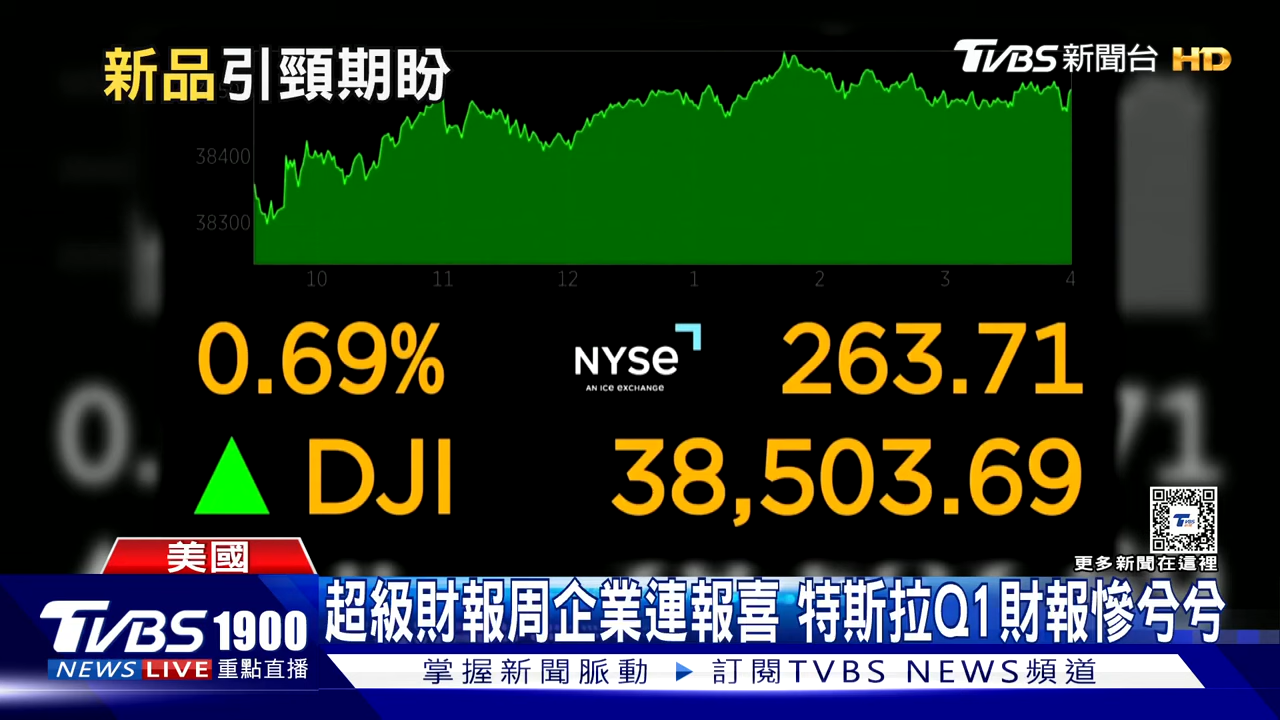 新品引頸期盼
TVBS新聞台 HD
38400
38300
10 11 12 1 2 3 4
0.69%
NYSE
AN ICE EXCHANGE
263.71
DJI
38,503.69
更多新聞在這裡
美國
超級財報周企業連報喜 特斯拉Q1財報慘兮兮
TVBS 1900
NEWS LIVE 重點直播
掌握新聞脈動 ▶ 訂閱TVBS NEWS頻道